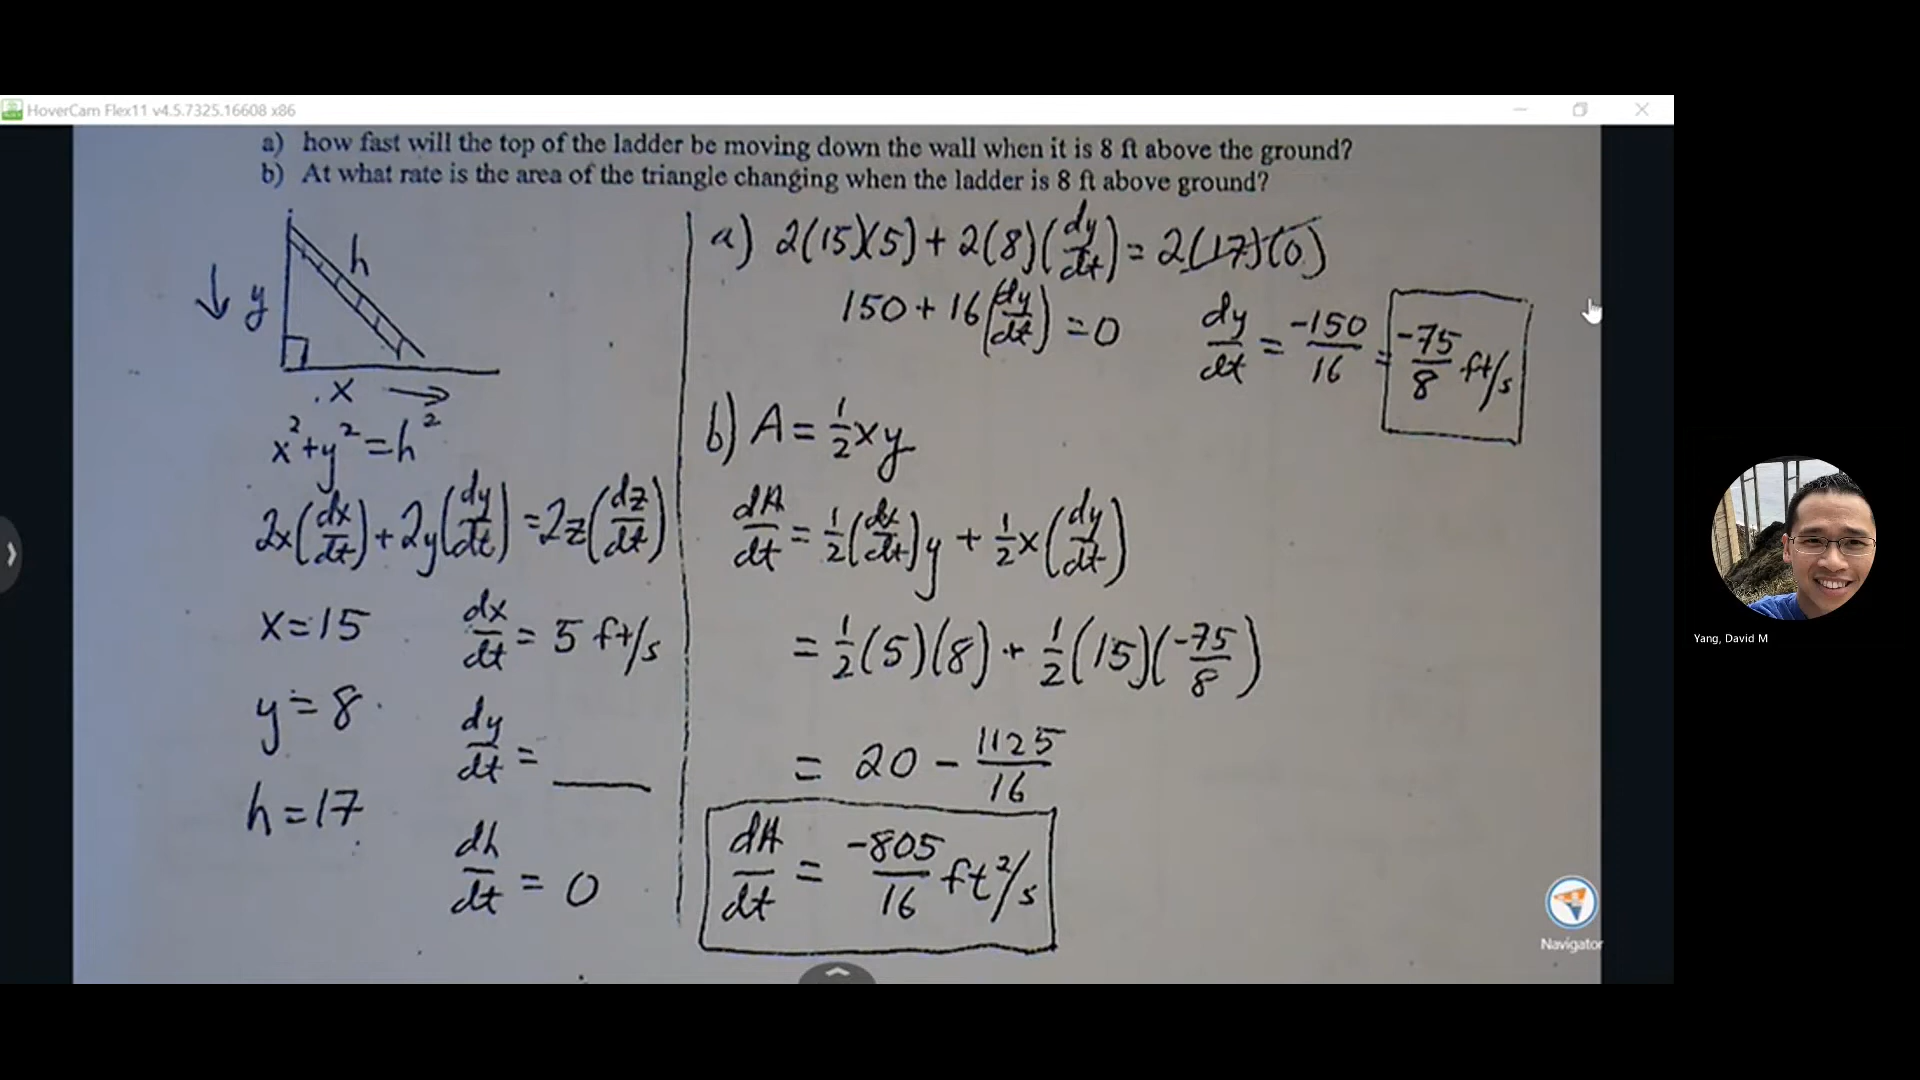 HoverCam Flex11 v4.5.7325.16608 x86
a) how fast will the top of the ladder be moving down the wall when it is 8 ft above the ground?
b) At what rate is the area of the triangle changing when the ladder is 8 ft above ground?
h
y
x
x²+y²=h²
2x(dx/dt)+2y(dy/dt)=2z(dz/dt)
x=15
dx/dt = 5 ft/s
y=8
dy/dt = ___
h=17
dh/dt = 0
a) 2(15)(5)+2(8)(dy/dt)=2(17)(0)
150+16(dy/dt)=0
dy/dt = -150/16 = -75/8 ft/s
b) A=1/2xy
dA/dt = 1/2(dx/dt)y + 1/2x(dy/dt)
= 1/2(5)(8) + 1/2(15)(-75/8)
= 20 - 1125/16
dA/dt = -805/16 ft²/s
Navigator
Yang, David M